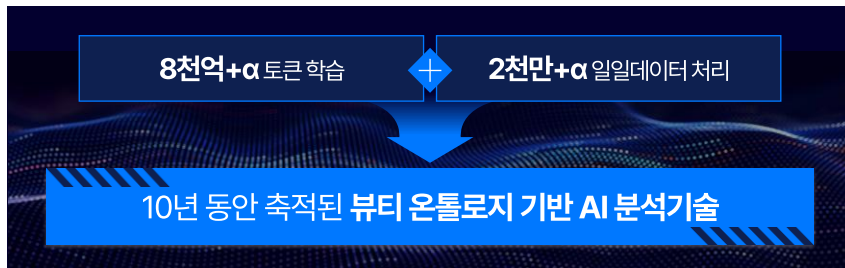 8천억+α 토큰 학습
2천만+α 일일데이터 처리
10년 동안 축적된 뷰티 온톨로지 기반 AI 분석기술